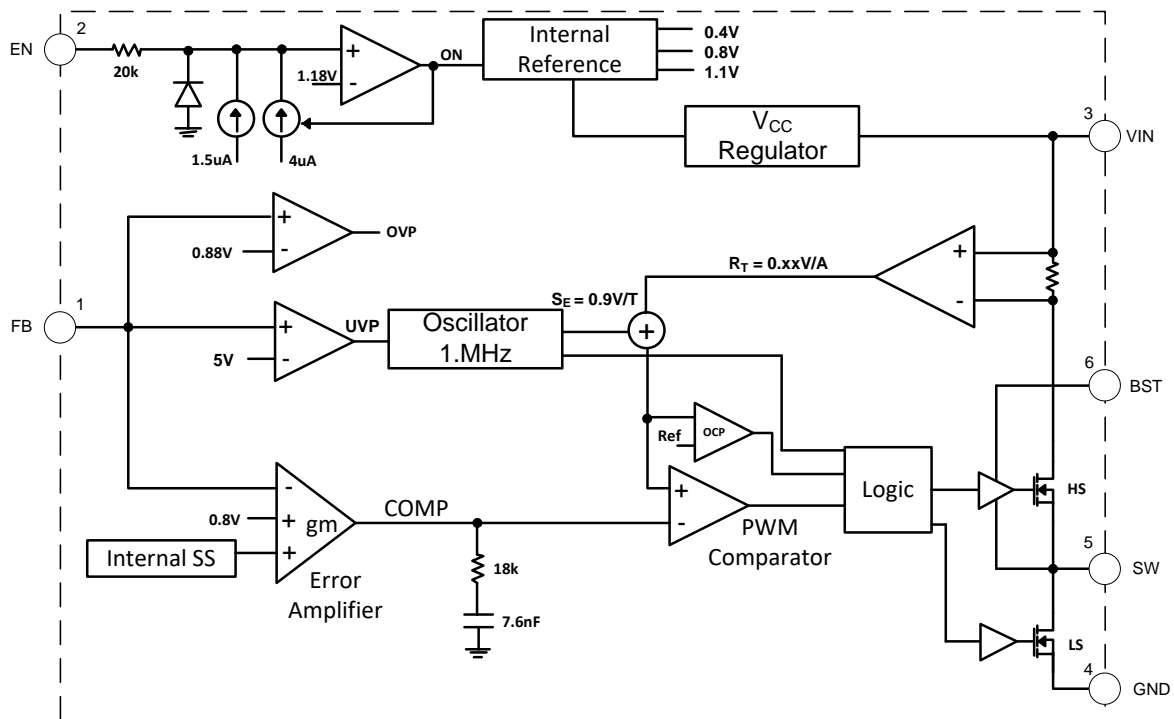 EN
2
20k
1.18V
+
-
ON
Internal
Reference
0.4V
0.8V
1.1V
1.5uA
4uA
VCC
Regulator
3
VIN
+
-
0.88V
OVP
RT = 0.xxV/A
+
-
SE = 0.9V/T
FB
1
+
-
5V
UVP
Oscillator
1.MHz
+
6
BST
Ref
OCP
Logic
HS
-
0.8V
+
+
gm
Internal SS
Error
Amplifier
COMP
+
-
PWM
Comparator
18k
7.6nF
5
SW
LS
4
GND